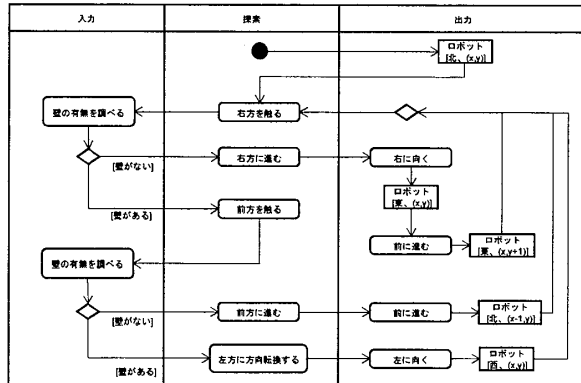 入力
探索
出力
ロボット
[北、(x,y)]
壁の有無を調べる
右方を触る
[壁がない]
右方に進む
右に向く
ロボット
[東、(x,y)]
[壁がある]
前方を触る
前に進む
ロボット
[東、(x,y+1)]
壁の有無を調べる
[壁がない]
前方に進む
前に進む
ロボット
[北、(x-1,y)]
[壁がある]
左方に方向転換する
左に向く
ロボット
[西、(x,y)]